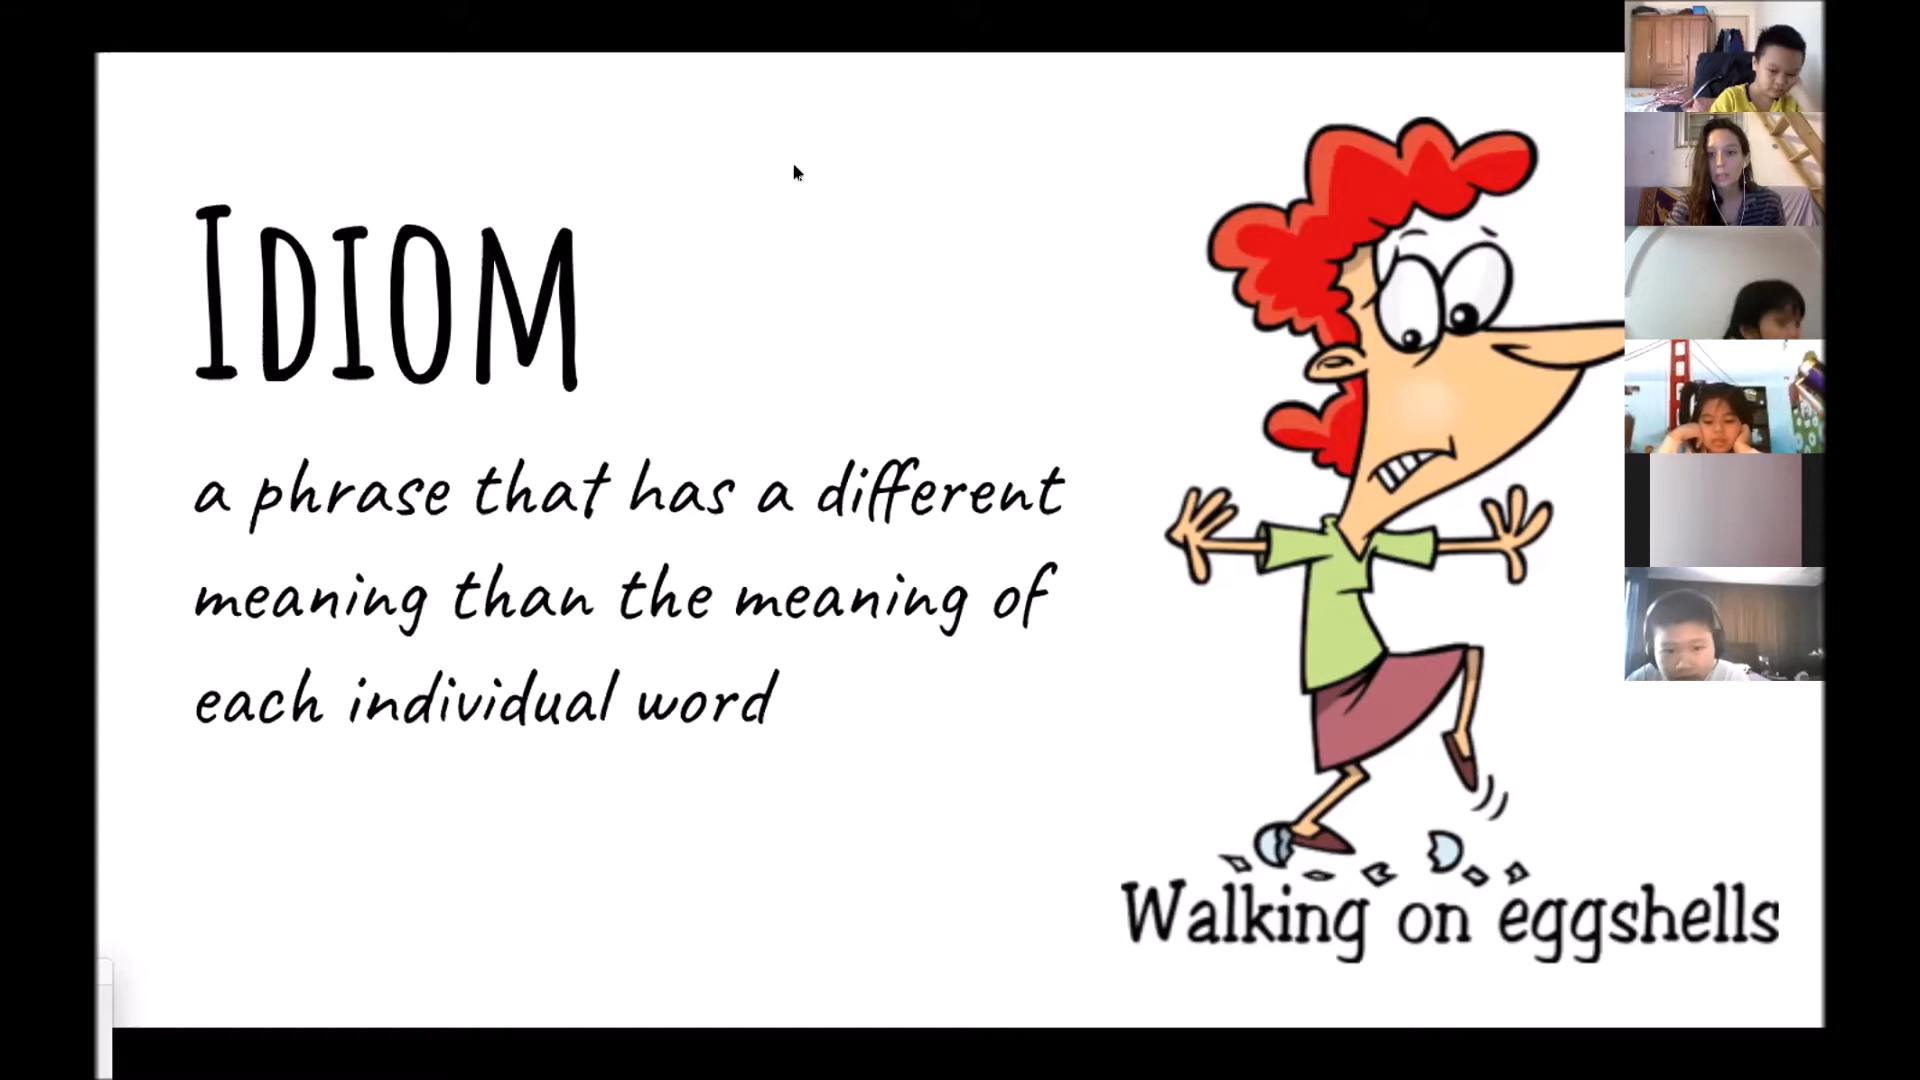 Idiom
a phrase that has a different
meaning than the meaning of
each individual word
Walking on eggshells